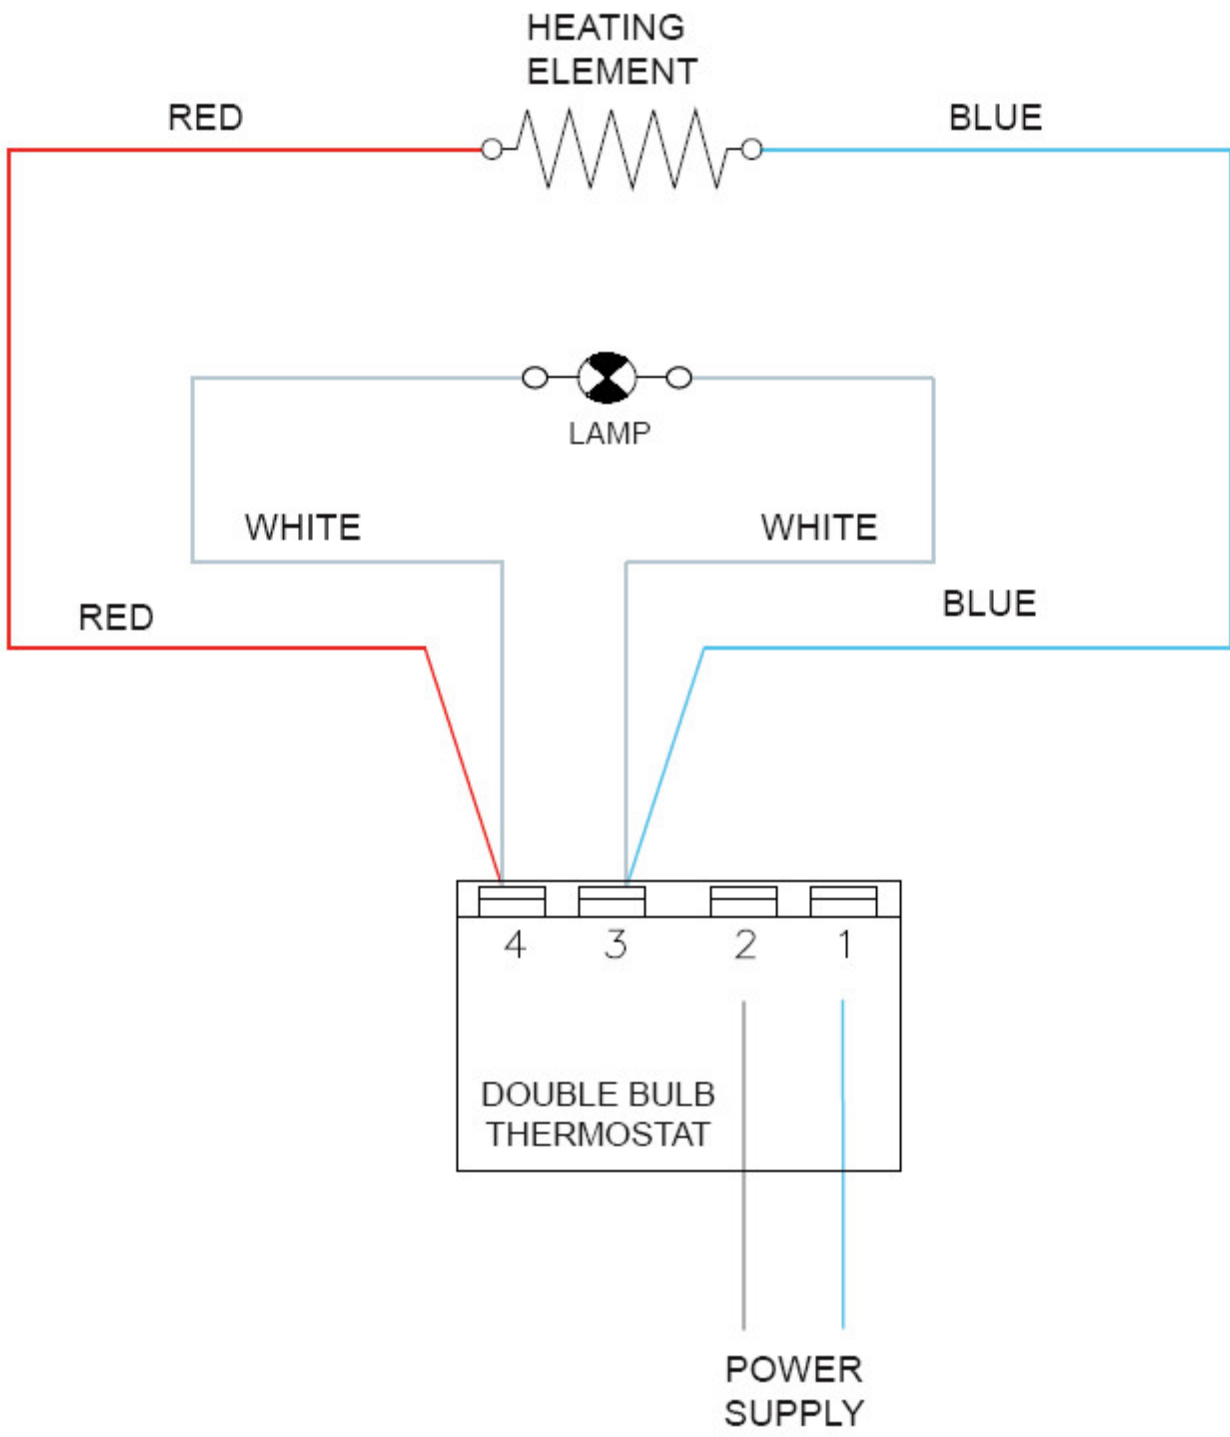 HEATING
ELEMENT
RED
BLUE
LAMP
WHITE
WHITE
RED
BLUE
4
3
2
1
DOUBLE BULB
THERMOSTAT
POWER
SUPPLY